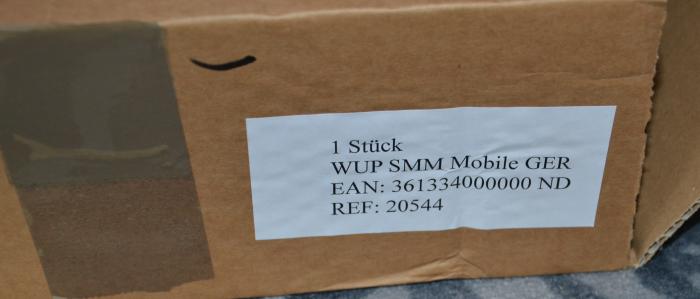 1 Stück
WUP SMM Mobile GER
EAN: 361334000000 ND
REF: 20544